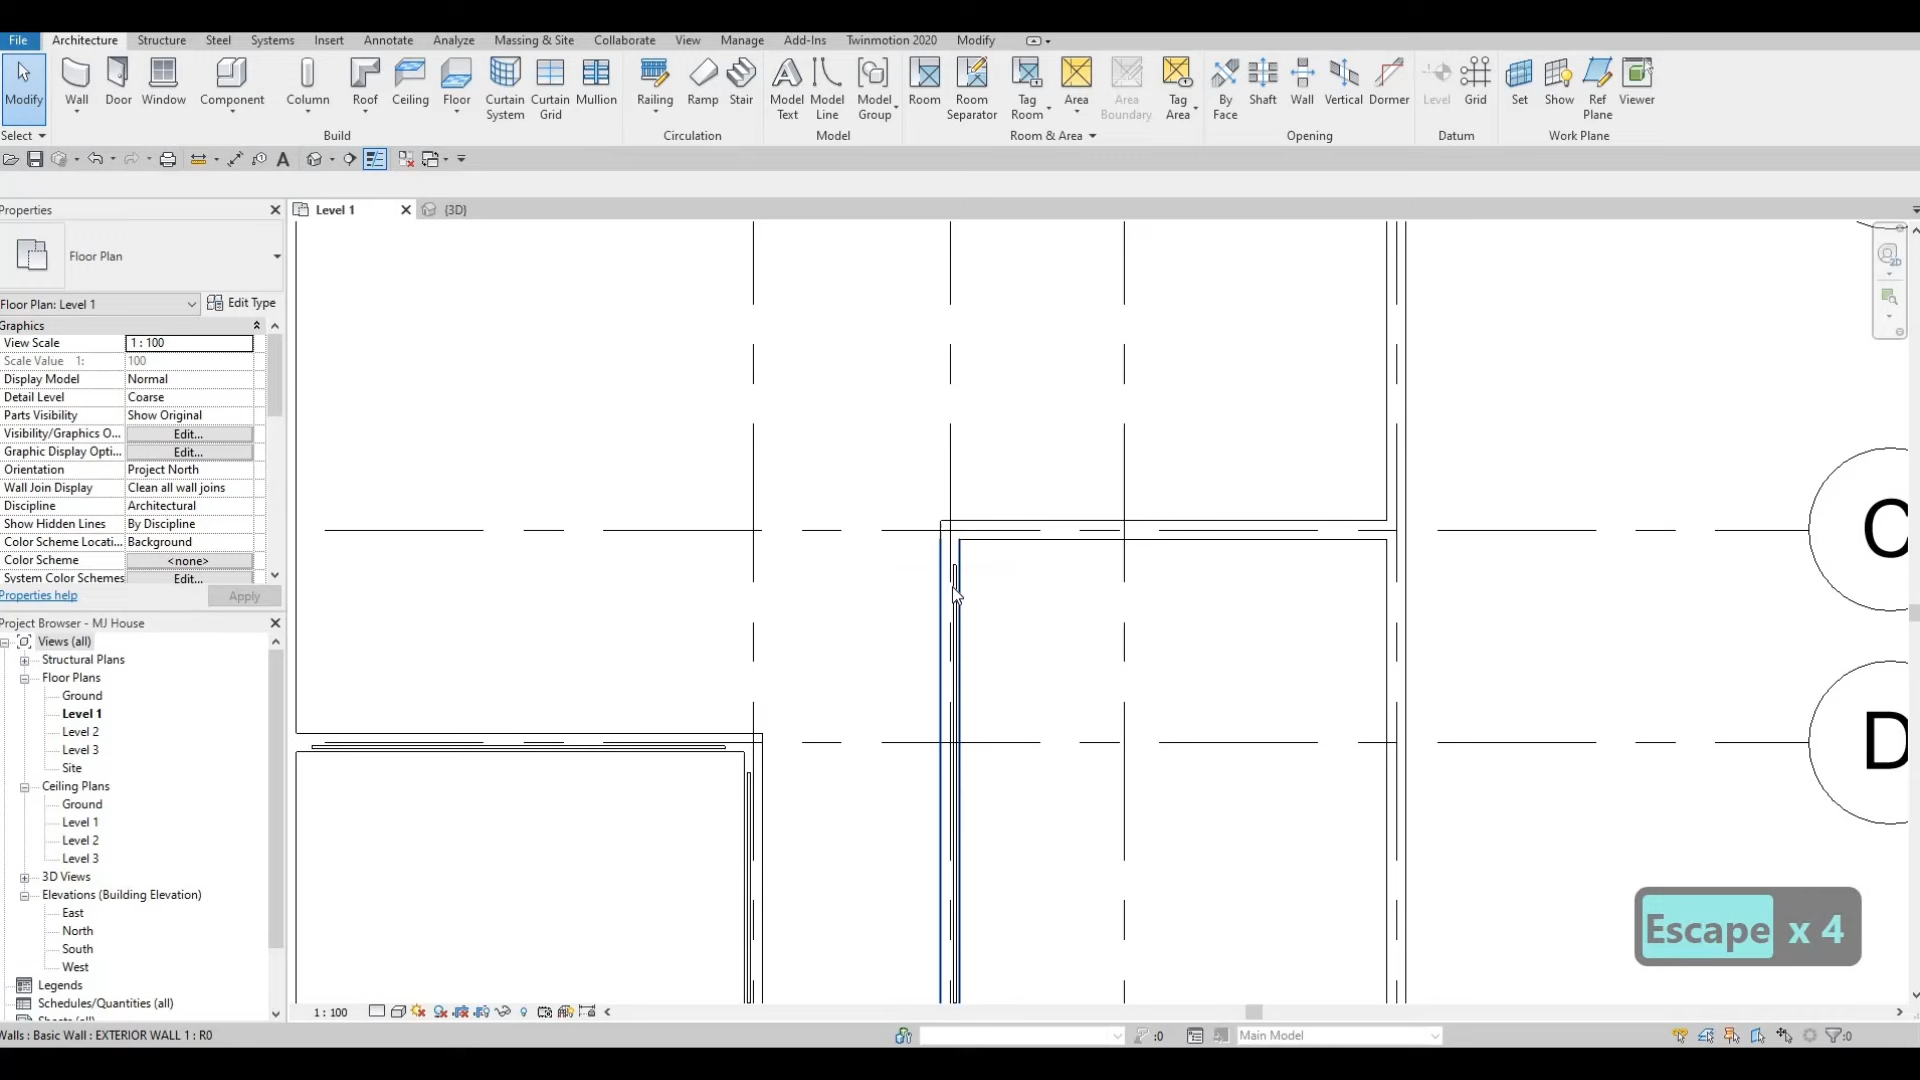 File Architecture Structure Steel Systems Insert Annotate Analyze Massing & Site Collaborate View Manage Add-Ins Twinmotion 2020 Modify
Modify Wall Door Window Component Column Roof Ceiling Floor Curtain System Curtain Grid Mullion Railing Ramp Stair Model Text Model Line Model Group Room Room Separator Tag Room Area Area Boundary Tag Area By Face Shaft Wall Vertical Dormer Level Grid Set Show Ref Plane Viewer
Select Build Circulation Model Room & Area Opening Datum Work Plane
Properties
Level 1 {3D}
Floor Plan
Floor Plan: Level 1 Edit Type
Graphics
View Scale 1 : 100
Scale Value 1: 100
Display Model Normal
Detail Level Coarse
Parts Visibility Show Original
Visibility/Graphics O... Edit...
Graphic Display Opti... Edit...
Orientation Project North
Wall Join Display Clean all wall joins
Discipline Architectural
Show Hidden Lines By Discipline
Color Scheme Locati... Background
Color Scheme <none>
System Color Schemes Edit...
Properties help Apply
Project Browser - MJ House
Views (all)
Structural Plans
Floor Plans
Ground
Level 1
Level 2
Level 3
Site
Ceiling Plans
Ground
Level 1
Level 2
Level 3
3D Views
Elevations (Building Elevation)
East
North
South
West
Legends
Schedules/Quantities (all)
C
D
Escape x 4
1 : 100
Walls : Basic Wall : EXTERIOR WALL 1 : R0 :0 Main Model :0